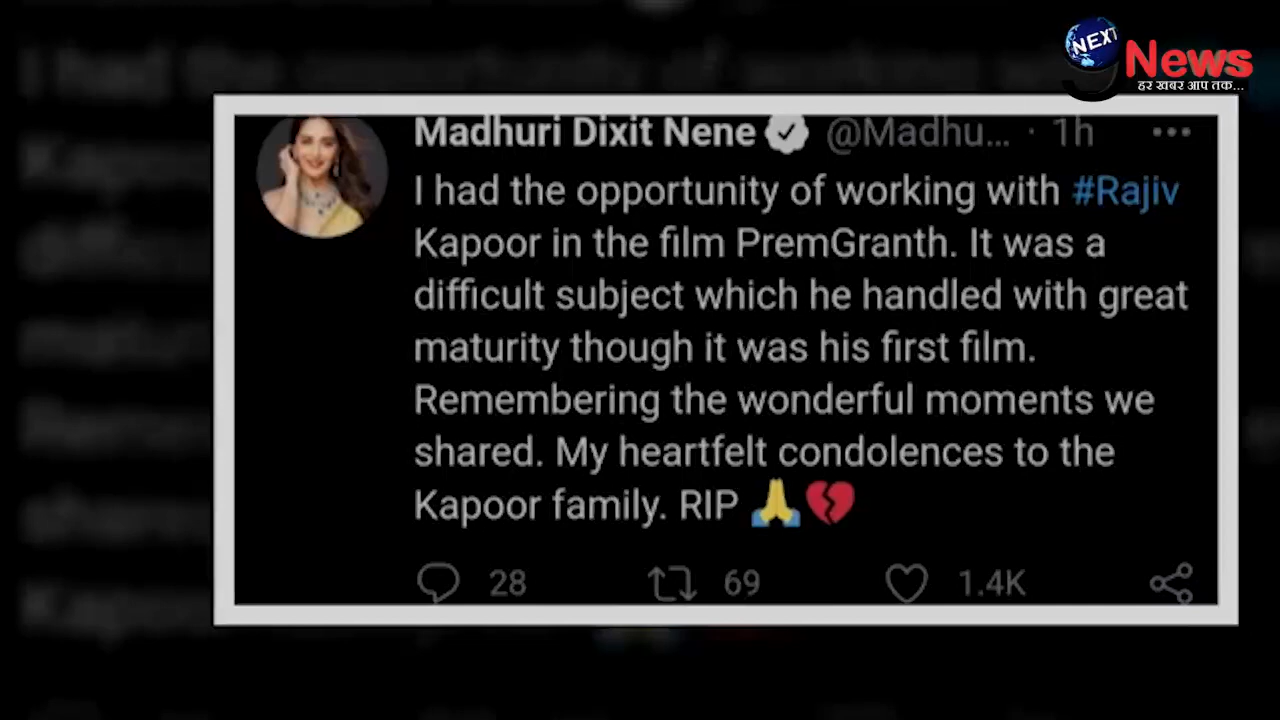 NEXT
9 News
हर खबर आप तक...
Madhuri Dixit Nene @Madhu... · 1h
I had the opportunity of working with #Rajiv
Kapoor in the film PremGranth. It was a
difficult subject which he handled with great
maturity though it was his first film.
Remembering the wonderful moments we
shared. My heartfelt condolences to the
Kapoor family. RIP 🙏💔
28 69 1.4K